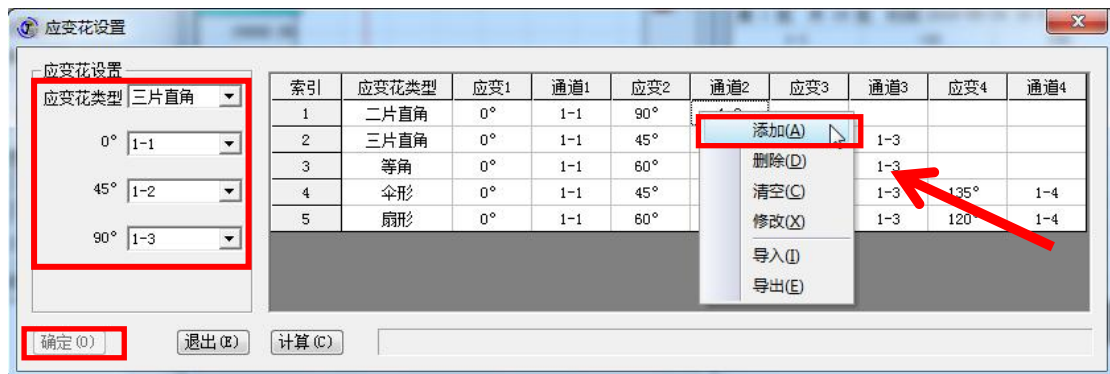 应变花设置
应变花设置
应变花类型 三片直角
0° 1-1
45° 1-2
90° 1-3
索引 应变花类型 应变1 通道1 应变2 通道2 应变3 通道3 应变4 通道4
1 二片直角 0° 1-1 90°
2 三片直角 0° 1-1 45° 1-3
3 等角 0° 1-1 60° 1-3
4 伞形 0° 1-1 45° 1-3 135° 1-4
5 扇形 0° 1-1 60° 1-3 120° 1-4
添加(A)
删除(D)
清空(C)
修改(X)
导入(I)
导出(E)
确定(O) 退出(E) 计算(C)